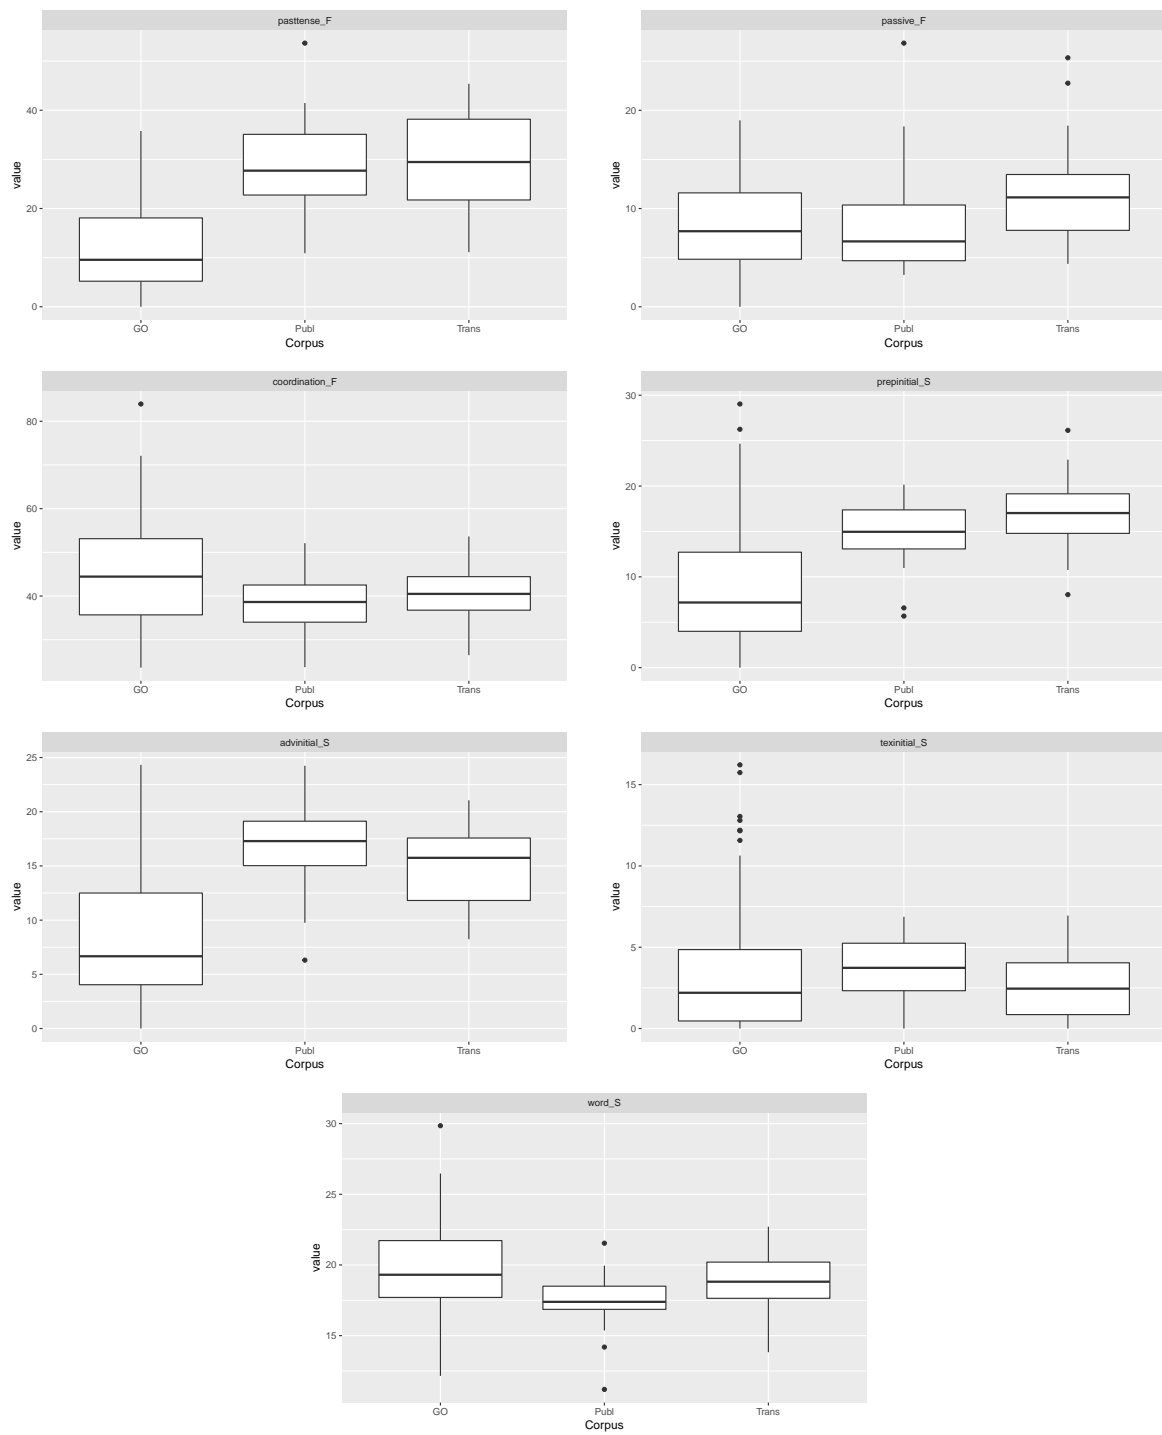 pasttense_F
value
40
20
0
GO Publ Trans
Corpus
passive_F
value
20
10
0
GO Publ Trans
Corpus
coordination_F
value
80
60
40
GO Publ Trans
Corpus
prepinitial_S
value
30
20
10
0
GO Publ Trans
Corpus
advinitial_S
value
25
20
15
10
5
0
GO Publ Trans
Corpus
texinitial_S
value
15
10
5
0
GO Publ Trans
Corpus
word_S
value
30
25
20
15
GO Publ Trans
Corpus